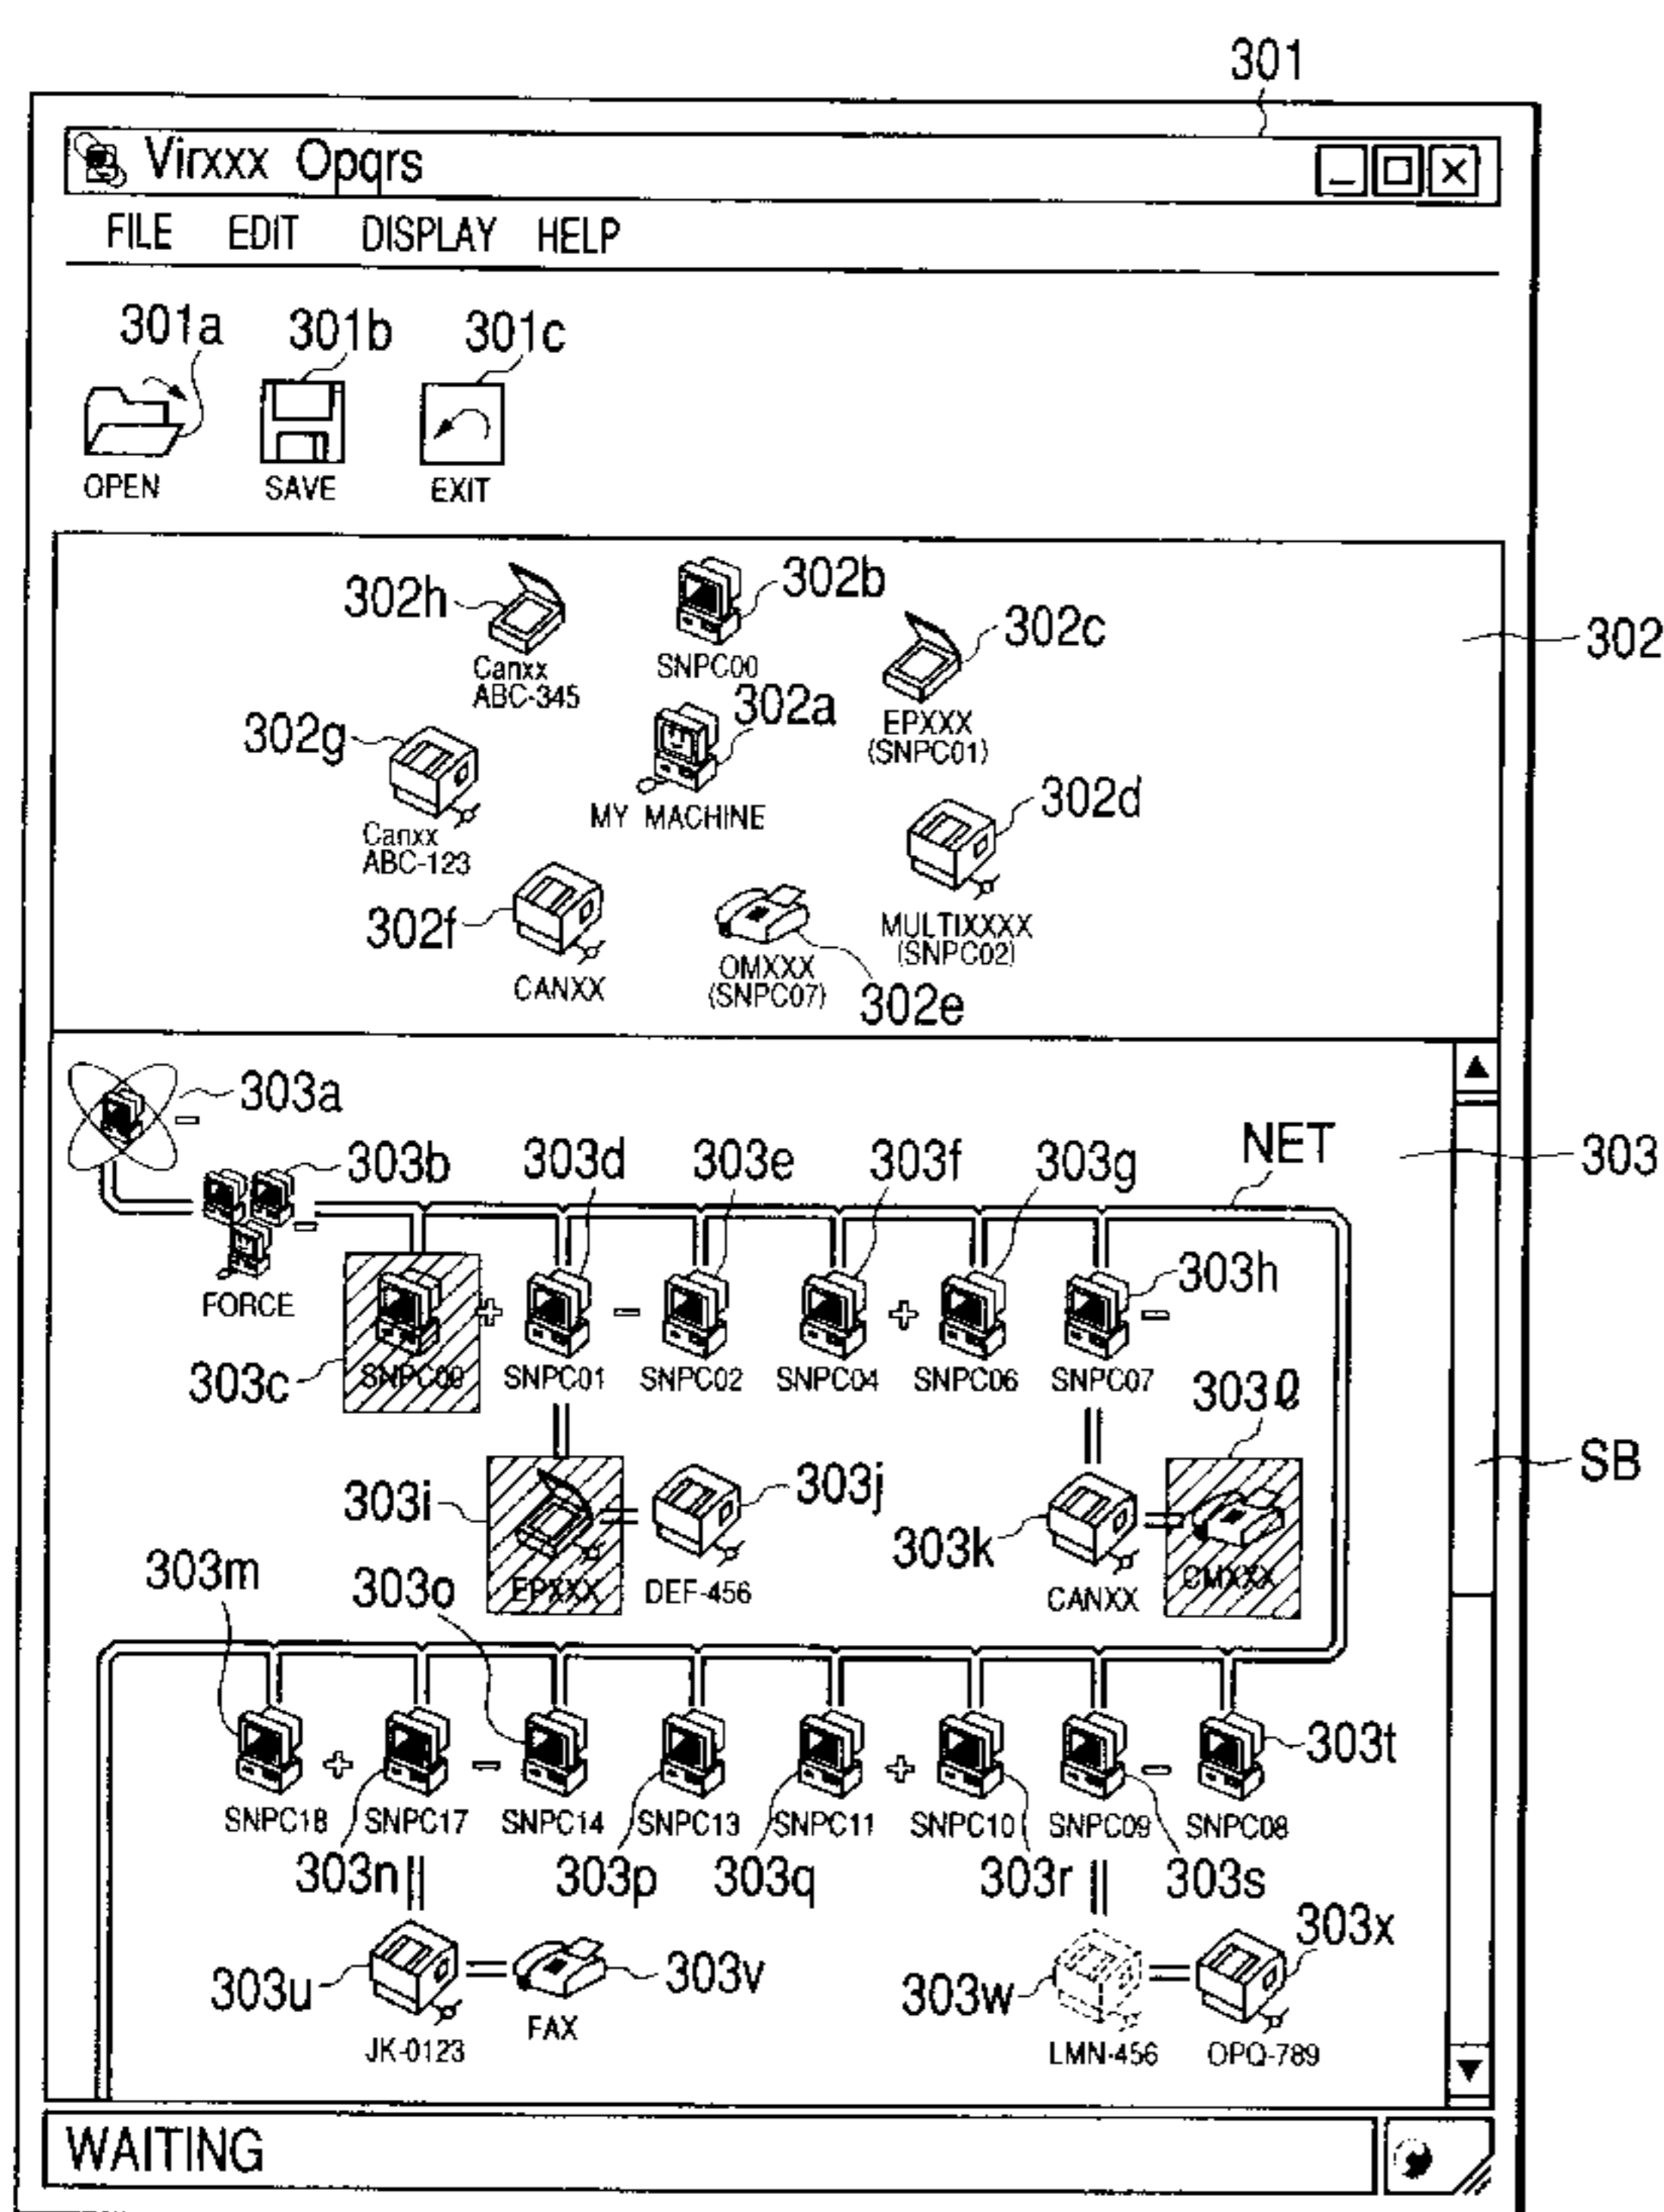 301
Virxxx Opqrs
FILE EDIT DISPLAY HELP
301a 301b 301c
OPEN SAVE EXIT
302h 302b 302c
302
Canxx
ABC-345
SNPC00
302a
EPXXX
(SNPC01)
302g
MY MACHINE
302d
Canxx
ABC-123
302f
MULTIXXXX
(SNPC02)
CANXX
OMXXX
(SNPC07)
302e
303a
303b 303d 303e 303f 303g NET
303
FORCE
303h
303c
SNPC00 SNPC01 SNPC02 SNPC04 SNPC06 SNPC07
303ℓ
SB
303i 303j 303k
EPXXX DEF-456 CANXX OMXXX
303m 303o
303t
SNPC18 SNPC17 SNPC14 SNPC13 SNPC11 SNPC10 SNPC09 SNPC08
303n 303p 303q 303r 303s
303x
303u 303v 303w
JK-0123 FAX LMN-456 OPQ-789
WAITING